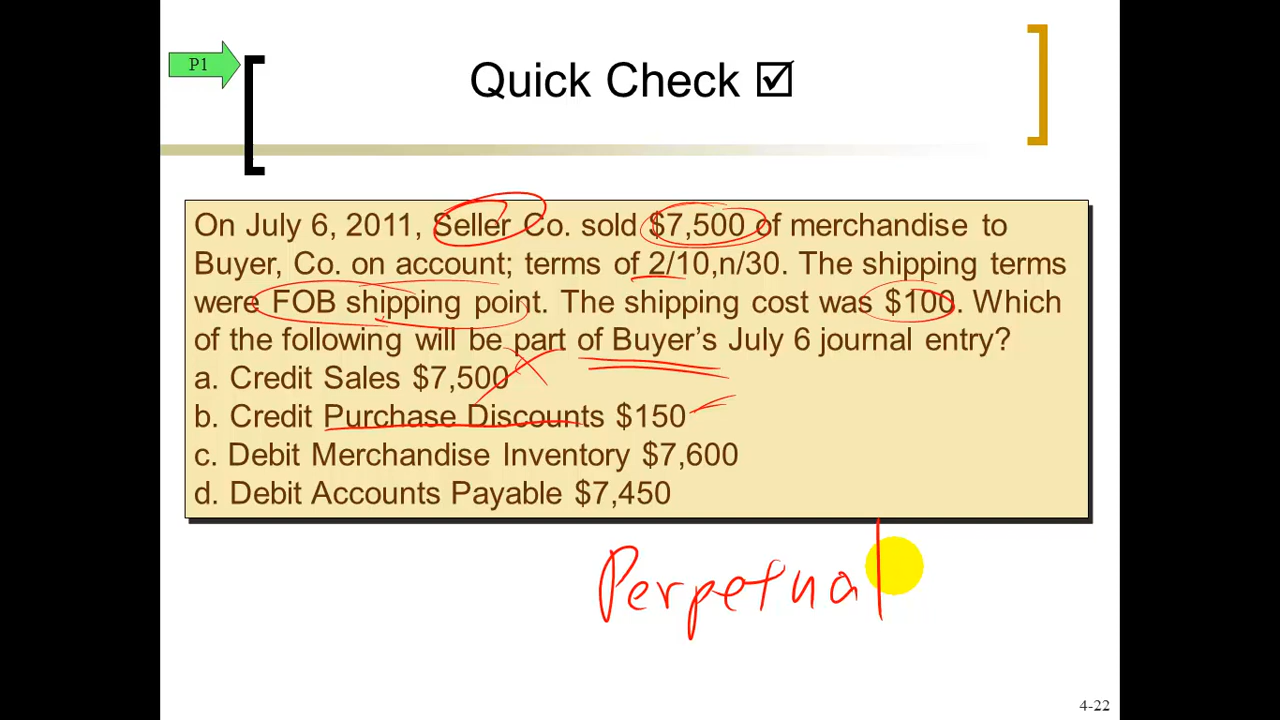 P1
Quick Check ☑
On July 6, 2011, Seller Co. sold $7,500 of merchandise to
Buyer, Co. on account; terms of 2/10,n/30. The shipping terms
were FOB shipping point. The shipping cost was $100. Which
of the following will be part of Buyer’s July 6 journal entry?
a. Credit Sales $7,500
b. Credit Purchase Discounts $150
c. Debit Merchandise Inventory $7,600
d. Debit Accounts Payable $7,450
Perpetual
4-22